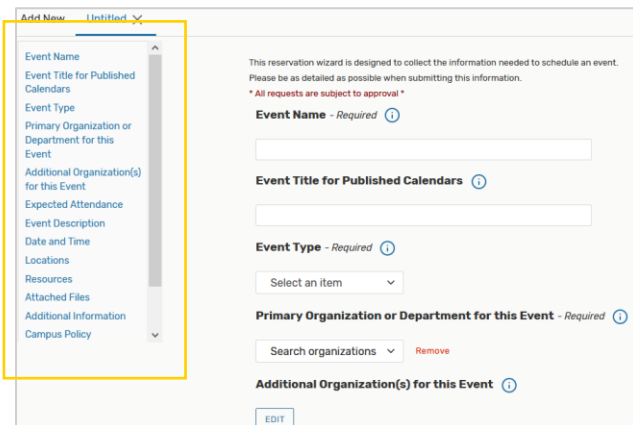 Add New
Untitled
Event Name
Event Title for Published
Calendars
Event Type
Primary Organization or
Department for this
Event
Additional Organization(s)
for this Event
Expected Attendance
Event Description
Date and Time
Locations
Resources
Attached Files
Additional Information
Campus Policy
This reservation wizard is designed to collect the information needed to schedule an event.
Please be as detailed as possible when submitting this information.
* All requests are subject to approval *
Event Name - Required
Event Title for Published Calendars
Event Type - Required
Select an item
Primary Organization or Department for this Event - Required
Search organizations Remove
Additional Organization(s) for this Event
EDIT